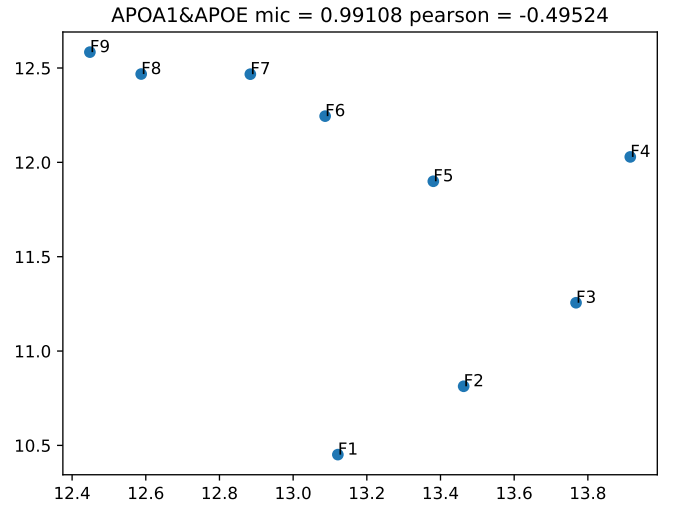 APOA1&APOE mic = 0.99108 pearson = -0.49524
F9
F8
F7
F6
F4
F5
F3
F2
F1
12.5
12.0
11.5
11.0
10.5
12.4 12.6 12.8 13.0 13.2 13.4 13.6 13.8